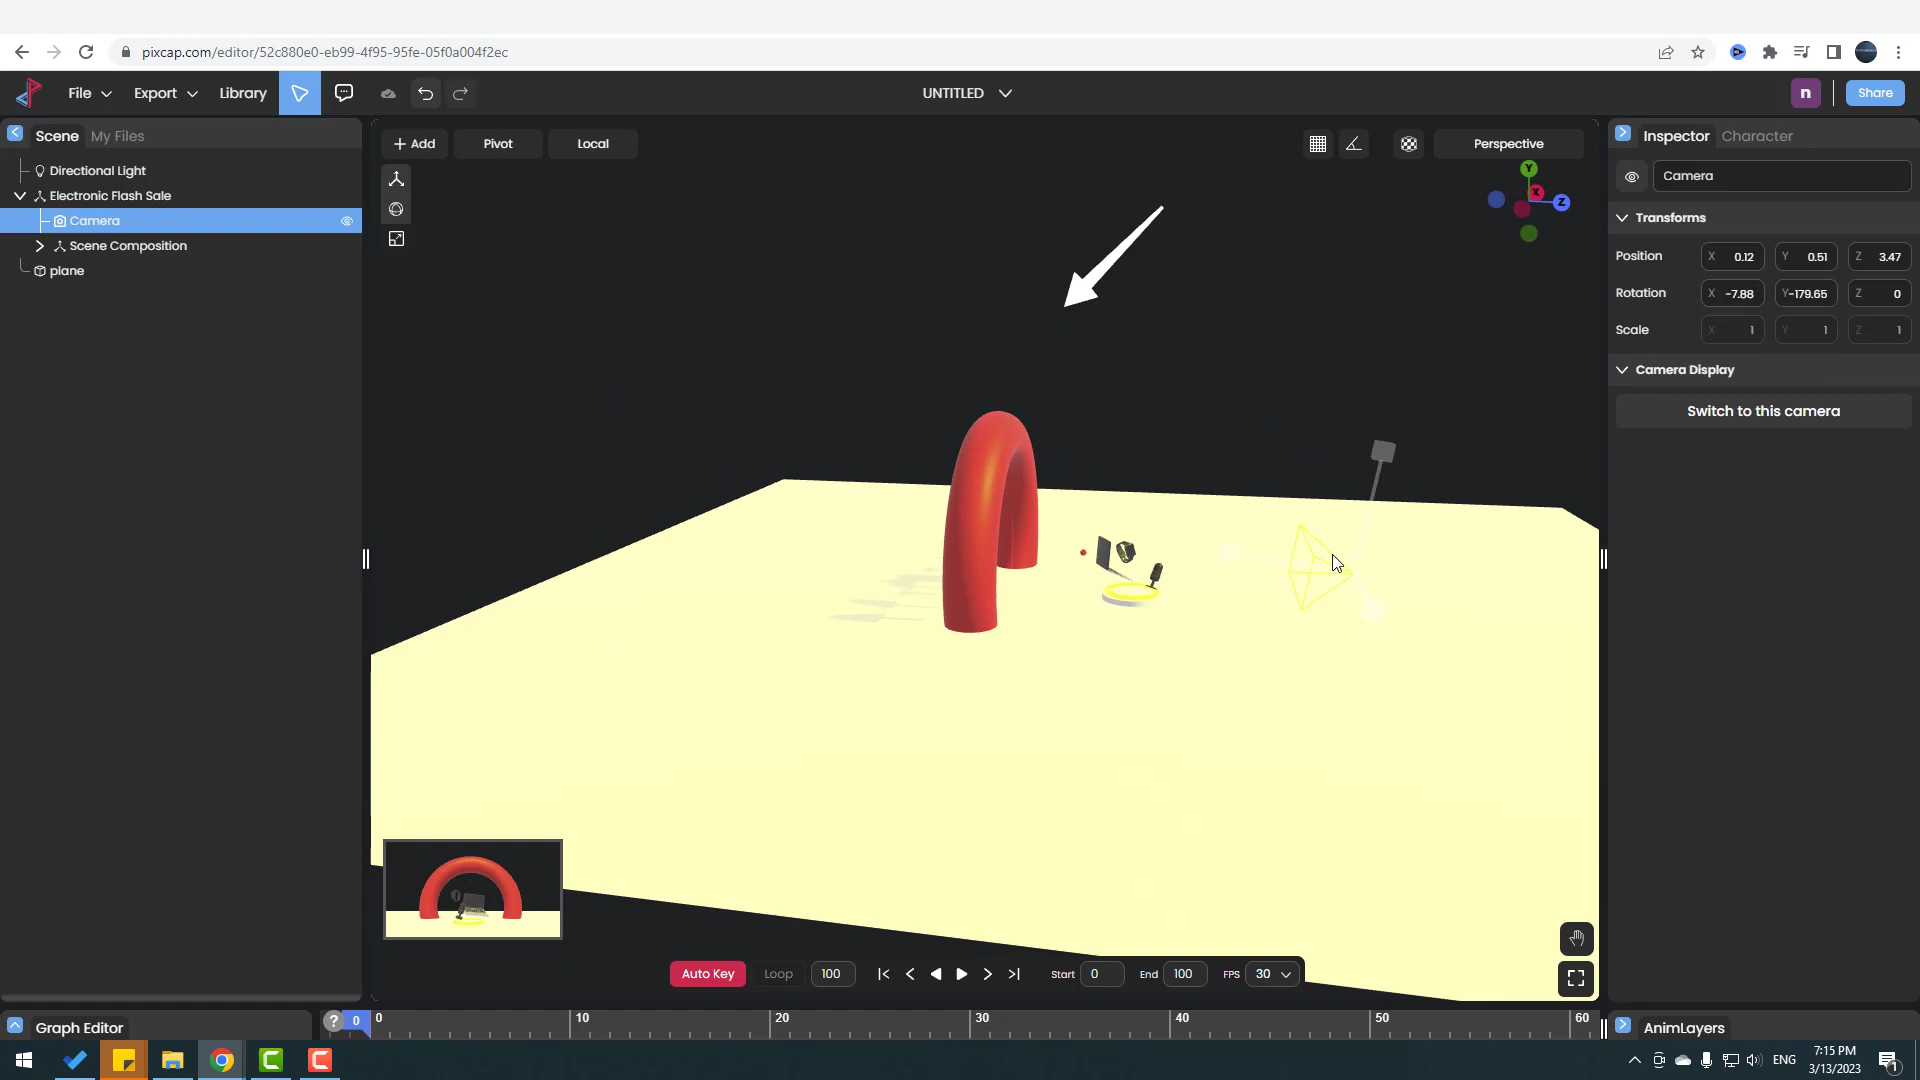 pixcap.com/editor/52c880e0-eb99-4f95-95fe-05f0a004f2ec
File
Export
Library
UNTITLED
n
Share
Scene
My Files
Add
Pivot
Local
Perspective
Inspector
Character
Directional Light
Electronic Flash Sale
Camera
Scene Composition
plane
Y
X
Z
Camera
Transforms
Position X 0.12 Y 0.51 Z 3.47
Rotation X -7.88 Y -179.65 Z 0
Scale X 1 Y 1 Z 1
Camera Display
Switch to this camera
Auto Key
Loop
100
Start 0
End 100
FPS 30
Graph Editor
? 0
0 10 20 30 40 50 60
AnimLayers
ENG
7:15 PM
3/13/2023
1